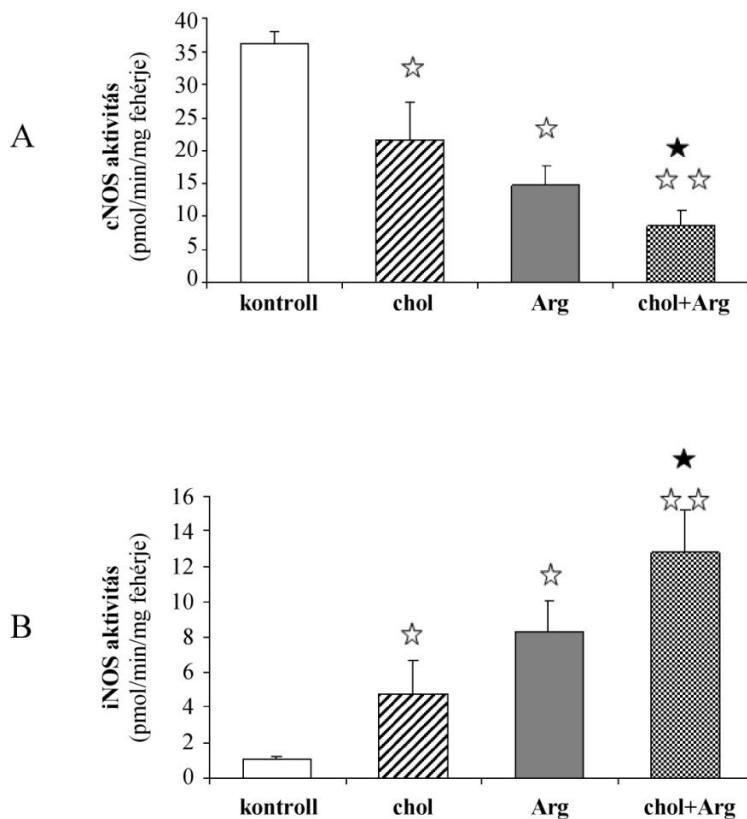 A
cNOS aktivitás
(pmol/min/mg fehérje)
40
35
30
25
20
15
10
5
0
kontroll chol Arg chol+Arg
B
iNOS aktivitás
(pmol/min/mg fehérje)
16
14
12
10
8
6
4
2
0
kontroll chol Arg chol+Arg